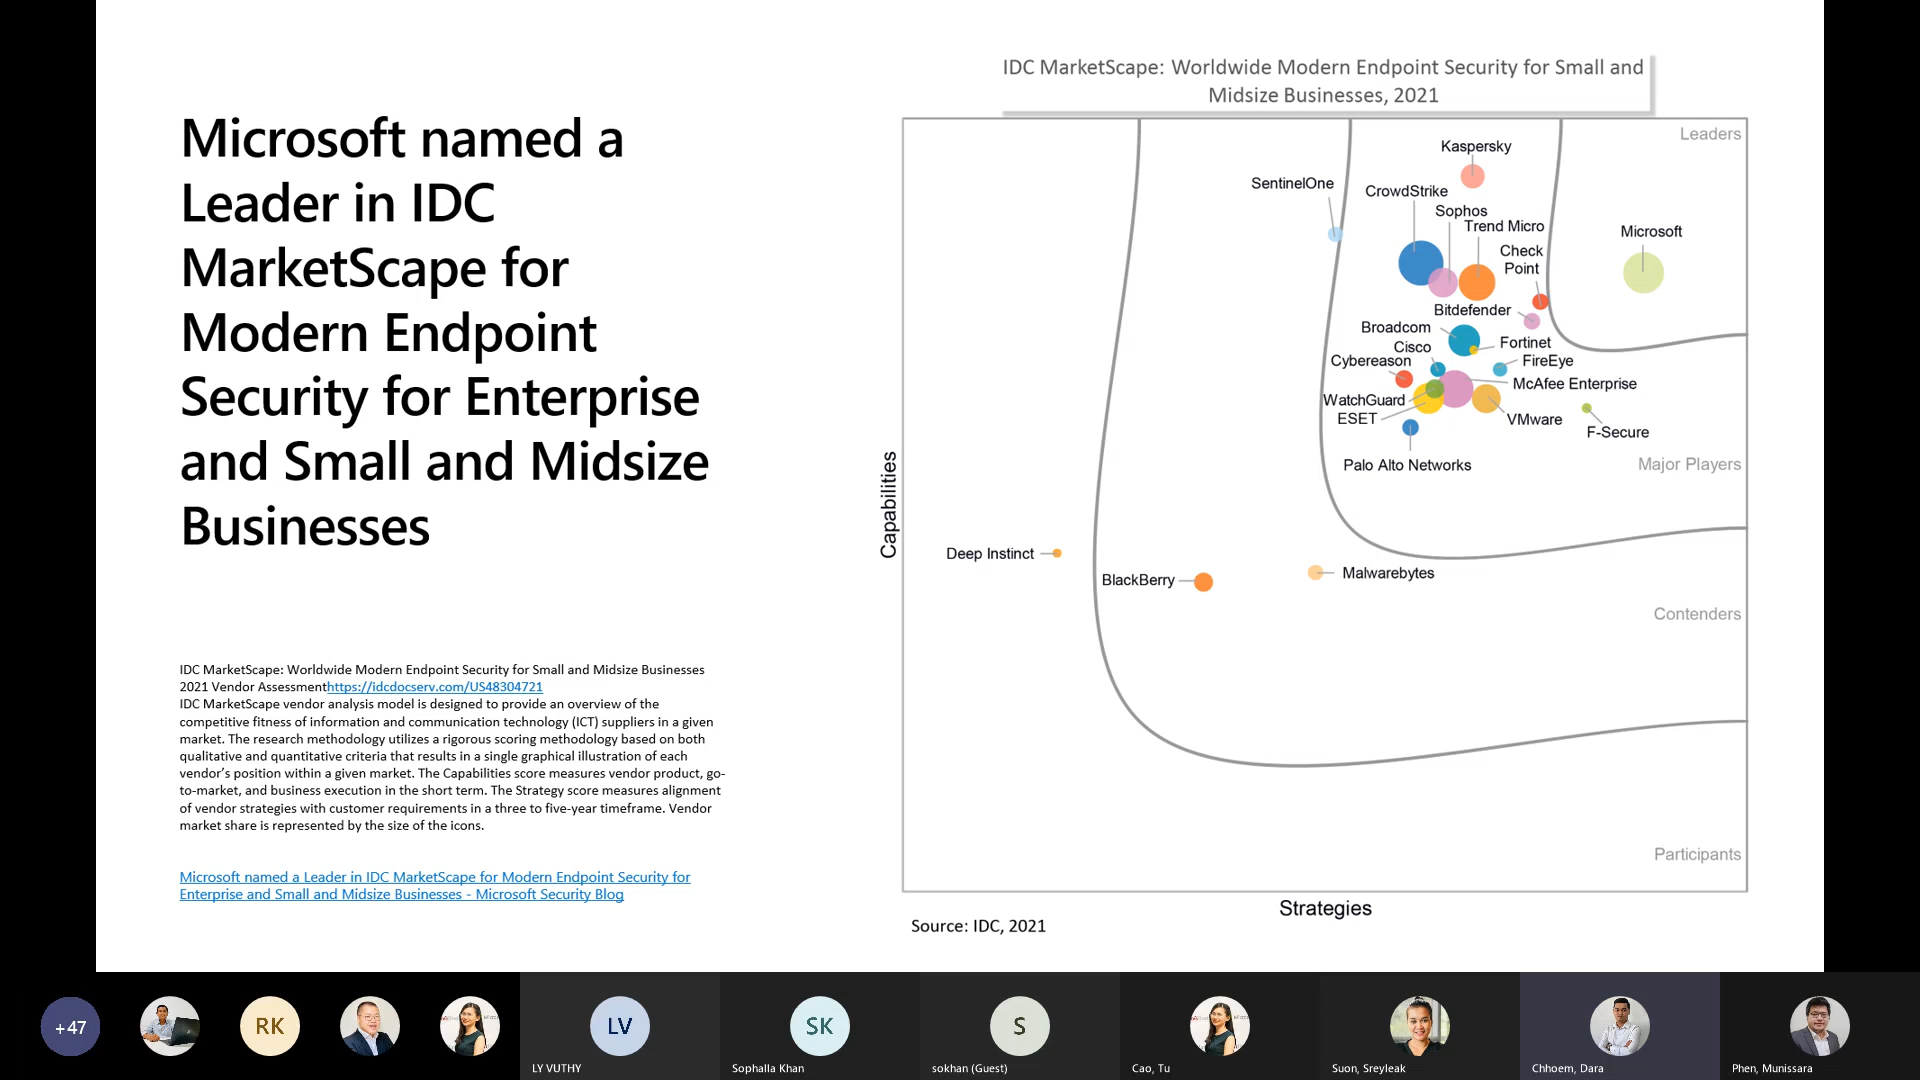 IDC MarketScape: Worldwide Modern Endpoint Security for Small and
Midsize Businesses, 2021
Microsoft named a
Leader in IDC
MarketScape for
Modern Endpoint
Security for Enterprise
and Small and Midsize
Businesses
IDC MarketScape: Worldwide Modern Endpoint Security for Small and Midsize Businesses
2021 Vendor Assessmenthttps://idcdocserv.com/US48304721
IDC MarketScape vendor analysis model is designed to provide an overview of the
competitive fitness of information and communication technology (ICT) suppliers in a given
market. The research methodology utilizes a rigorous scoring methodology based on both
qualitative and quantitative criteria that results in a single graphical illustration of each
vendor's position within a given market. The Capabilities score measures vendor product, go-
to-market, and business execution in the short term. The Strategy score measures alignment
of vendor strategies with customer requirements in a three to five-year timeframe. Vendor
market share is represented by the size of the icons.
Microsoft named a Leader in IDC MarketScape for Modern Endpoint Security for
Enterprise and Small and Midsize Businesses - Microsoft Security Blog
Leaders
Kaspersky
SentinelOne
CrowdStrike
Sophos
Trend Micro
Microsoft
Check
Point
Bitdefender
Broadcom
Fortinet
Cisco
Cybereason
FireEye
McAfee Enterprise
WatchGuard
ESET
VMware
F-Secure
Palo Alto Networks
Major Players
Capabilities
Deep Instinct
BlackBerry
Malwarebytes
Contenders
Participants
Strategies
Source: IDC, 2021
+47
RK
LV
LY VUTHY
SK
Sophalla Khan
S
sokhan (Guest)
Cao, Tu
Suon, Sreyleak
Chhoem, Dara
Phen, Munissara